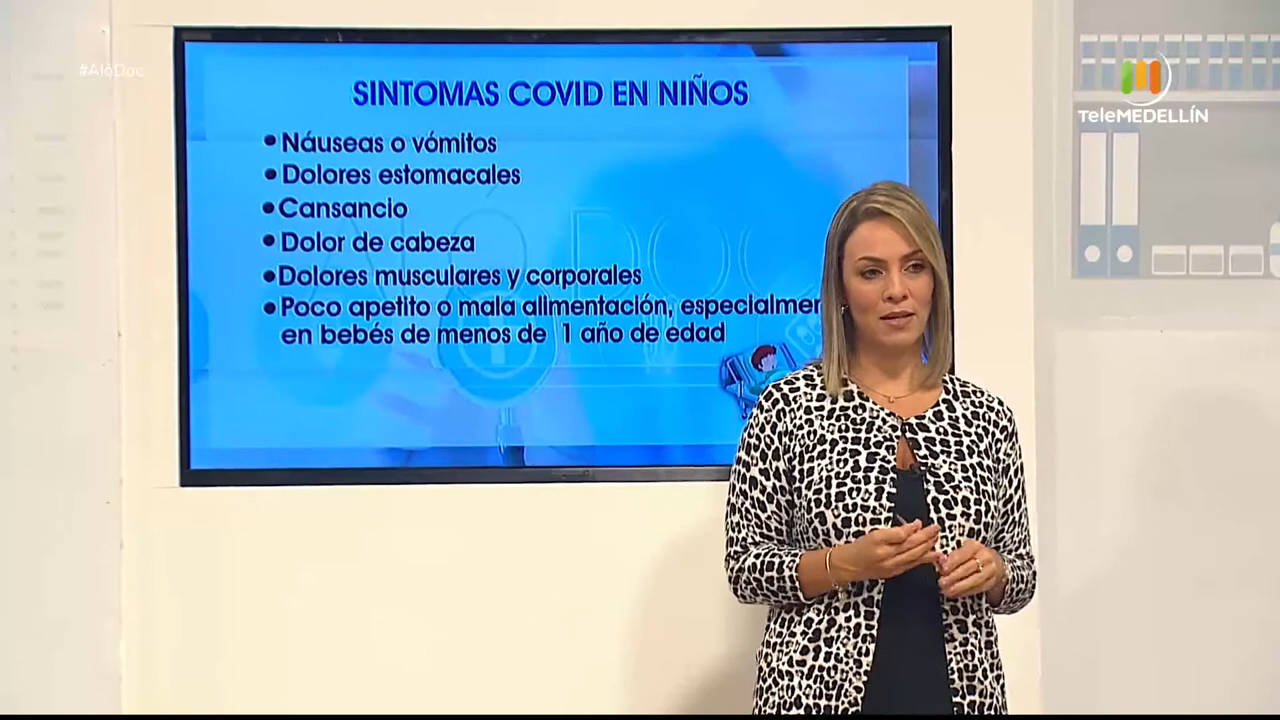 #AlóDoc
TeleMEDELLÍN
SINTOMAS COVID EN NIÑOS
• Náuseas o vómitos
• Dolores estomacales
• Cansancio
• Dolor de cabeza
• Dolores musculares y corporales
• Poco apetito o mala alimentación,
en bebés de menos de 1 año de edad